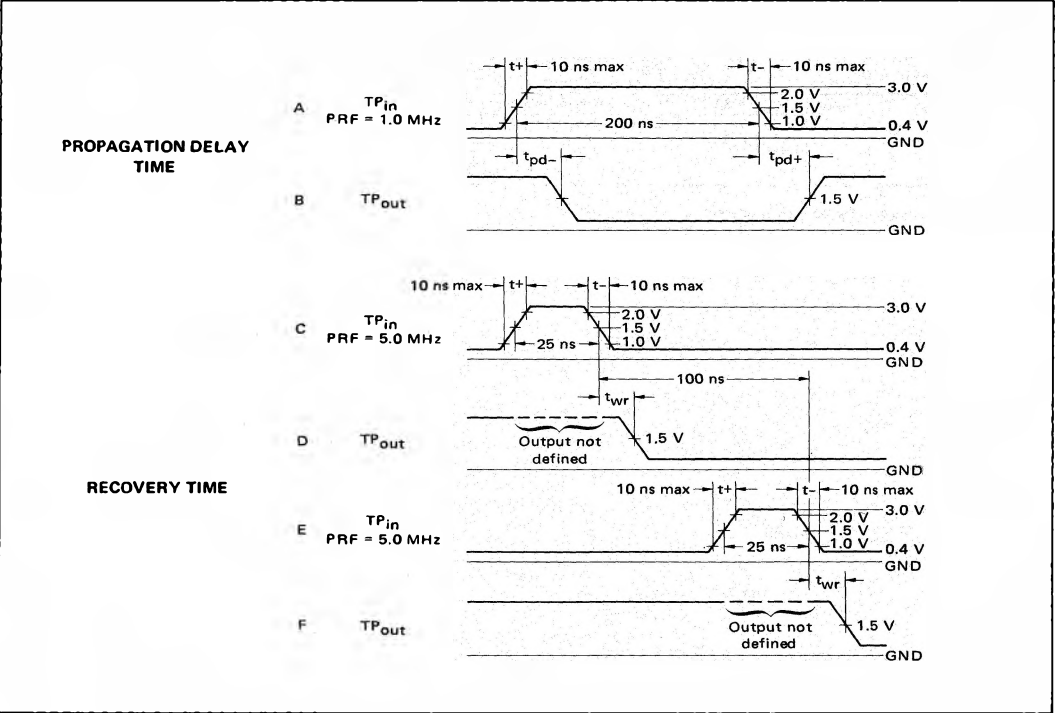 t+ 10 ns max t- 10 ns max
3.0 V
2.0 V
A TPin 1.5 V
PRF = 1.0 MHz 200 ns 1.0 V 0.4 V
GND
PROPAGATION DELAY
TIME
tpd- tpd+
B TPout 1.5 V
GND
10 ns max t+ t- 10 ns max
3.0 V
2.0 V
C TPin 1.5 V
PRF = 5.0 MHz 25 ns 1.0 V 0.4 V
GND
100 ns
twr
D TPout 1.5 V
Output not
defined
GND
RECOVERY TIME
10 ns max t+ t- 10 ns max
3.0 V
2.0 V
E TPin 1.5 V
PRF = 5.0 MHz 25 ns 1.0 V 0.4 V
GND
twr
F TPout 1.5 V
Output not
defined
GND